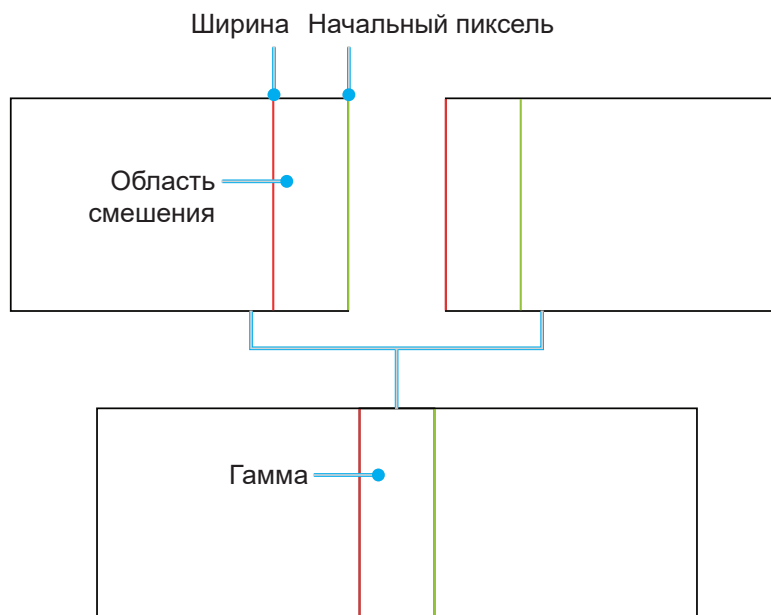 Ширина Начальный пиксель
Область
смешения
Гамма